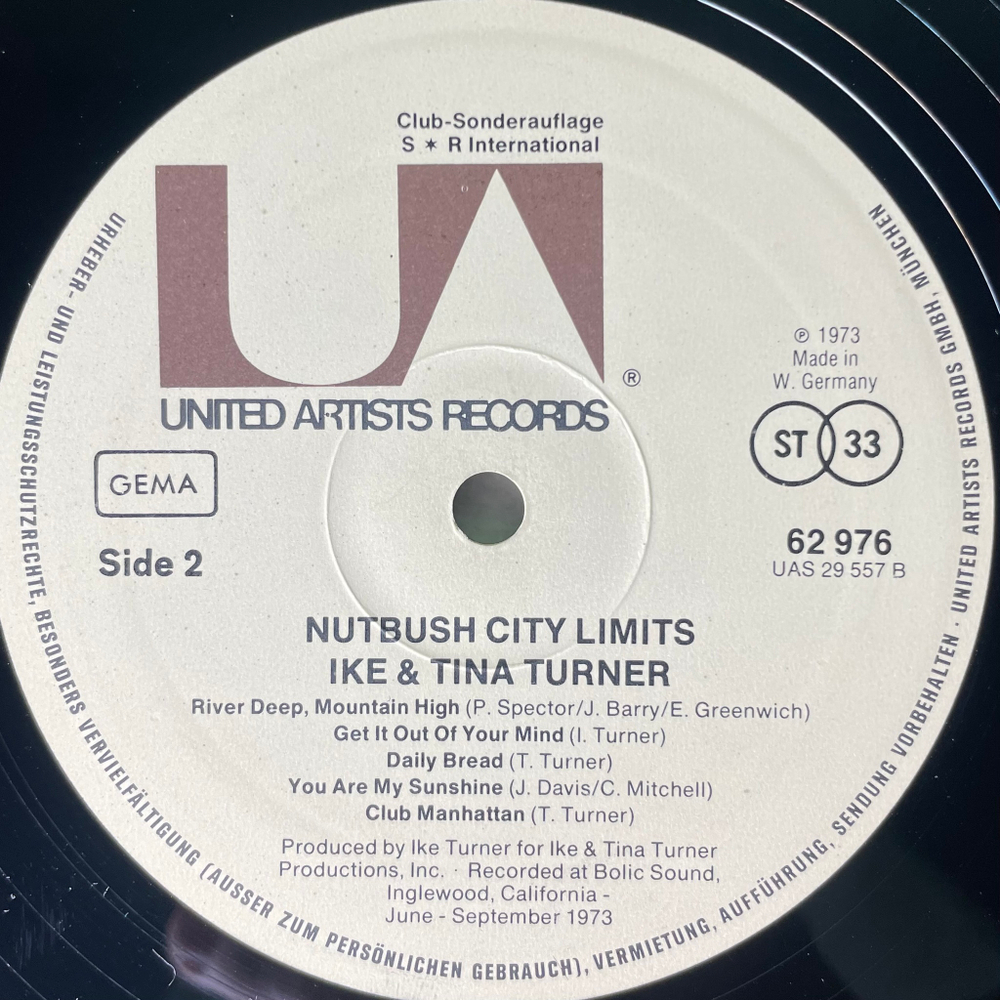 Club-Sonderauflage
S ✶ R International
UA
®
UNITED ARTISTS RECORDS
℗ 1973
Made in
W. Germany
GEMA
ST 33
Side 2
62 976
UAS 29 557 B
NUTBUSH CITY LIMITS
IKE & TINA TURNER
River Deep, Mountain High (P. Spector/J. Barry/E. Greenwich)
Get It Out Of Your Mind (I. Turner)
Daily Bread (T. Turner)
You Are My Sunshine (J. Davis/C. Mitchell)
Club Manhattan (T. Turner)
Produced by Ike Turner for Ike & Tina Turner
Productions, Inc. · Recorded at Bolic Sound,
Inglewood, California -
June - September 1973
URHEBER- UND LEISTUNGSSCHUTZRECHTE, BESONDERS VERVIELFÄLTIGUNG (AUSSER ZUM PERSÖNLICHEN GEBRAUCH), VERMIETUNG, AUFFÜHRUNG, SENDUNG VORBEHALTEN · UNITED ARTISTS RECORDS GMBH, MÜNCHEN